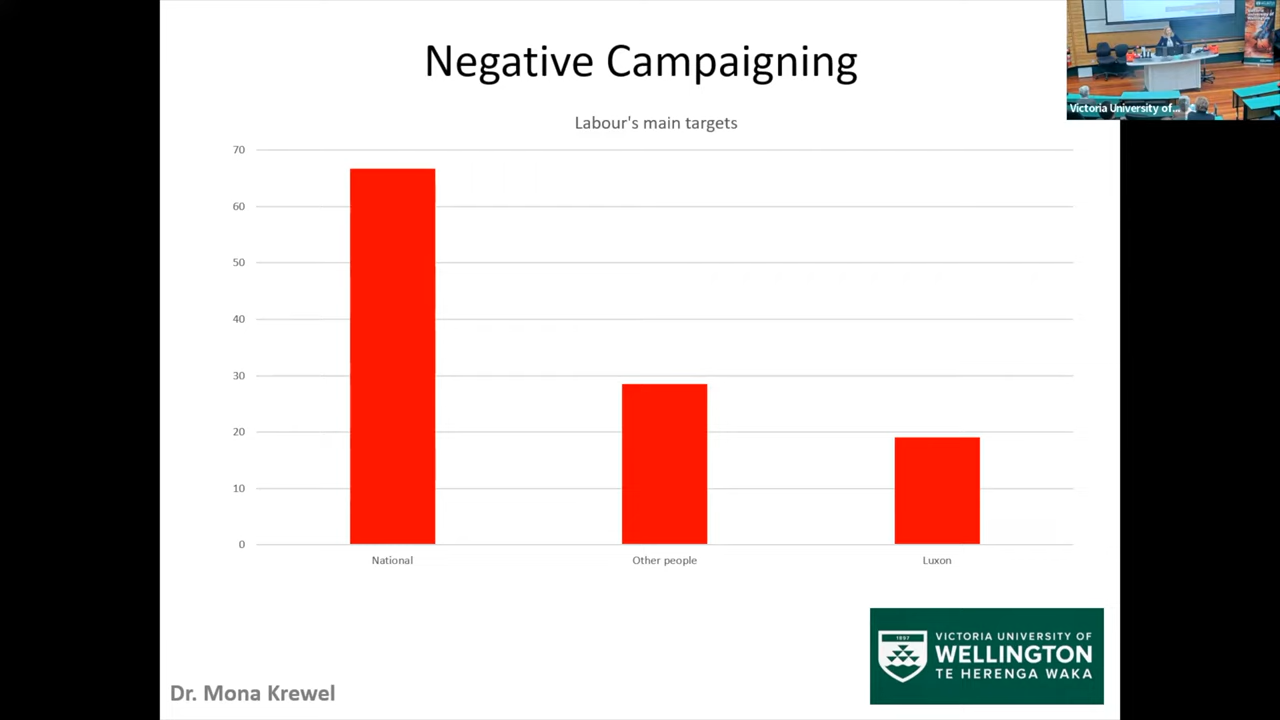 Negative Campaigning
Victoria University of...
Labour's main targets
70
60
50
40
30
20
10
0
National
Other people
Luxon
1897
VICTORIA UNIVERSITY OF
WELLINGTON
TE HERENGA WAKA
Dr. Mona Krewel